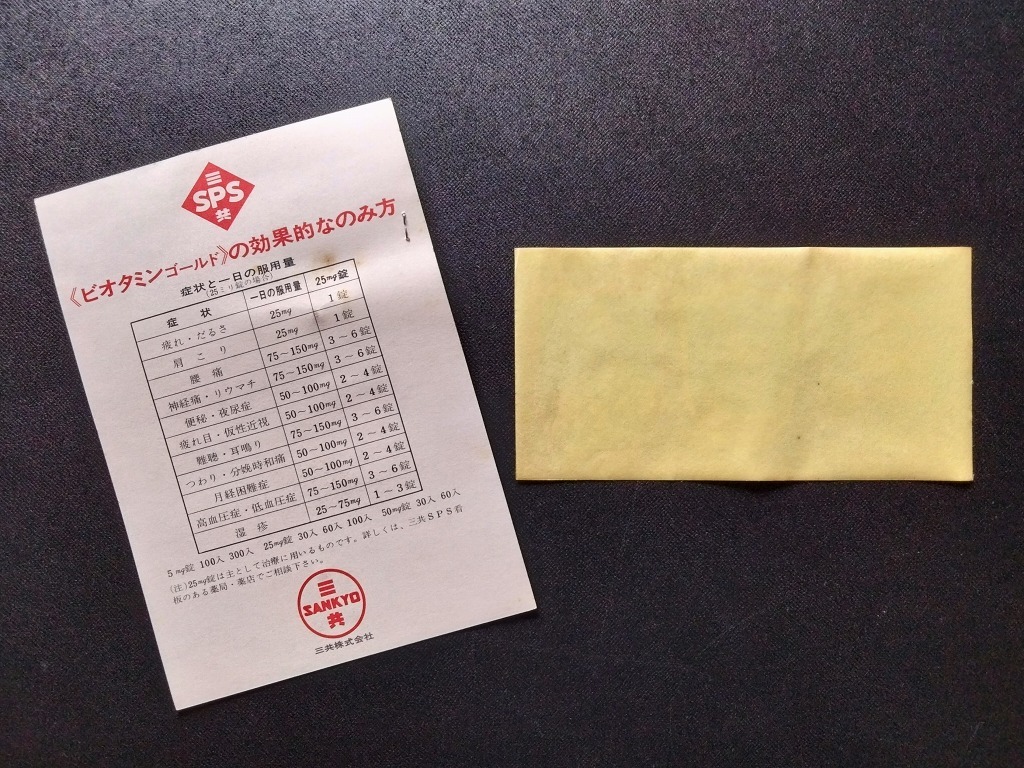 三
SPS
共
《ビオタミンゴールド》の効果的なのみ方
症状と一日の服用量
(25ミリ錠の場合)
症 状 一日の服用量 25mg錠
疲れ・だるさ 25mg 1錠
肩こり 25mg 1錠
腰痛 75～150mg 3～6錠
神経痛・リウマチ 75～150mg 3～6錠
便秘・夜尿症 50～100mg 2～4錠
疲れ目・仮性近視 50～100mg 2～4錠
難聴・耳鳴り 75～150mg 3～6錠
つわり・分娩時和痛 50～100mg 2～4錠
月経困難症 50～100mg 2～4錠
高血圧症・低血圧症 75～150mg 3～6錠
湿疹 25～75mg 1～3錠
5mg錠 100入 300入 25mg錠 30入 60入 100入 50mg錠 30入 60入
(注)25mg錠は主として治療に用いるものです。詳しくは、三共SPS看
板のある薬局・薬店でご相談下さい。
三
SANKYO
共
三共株式会社